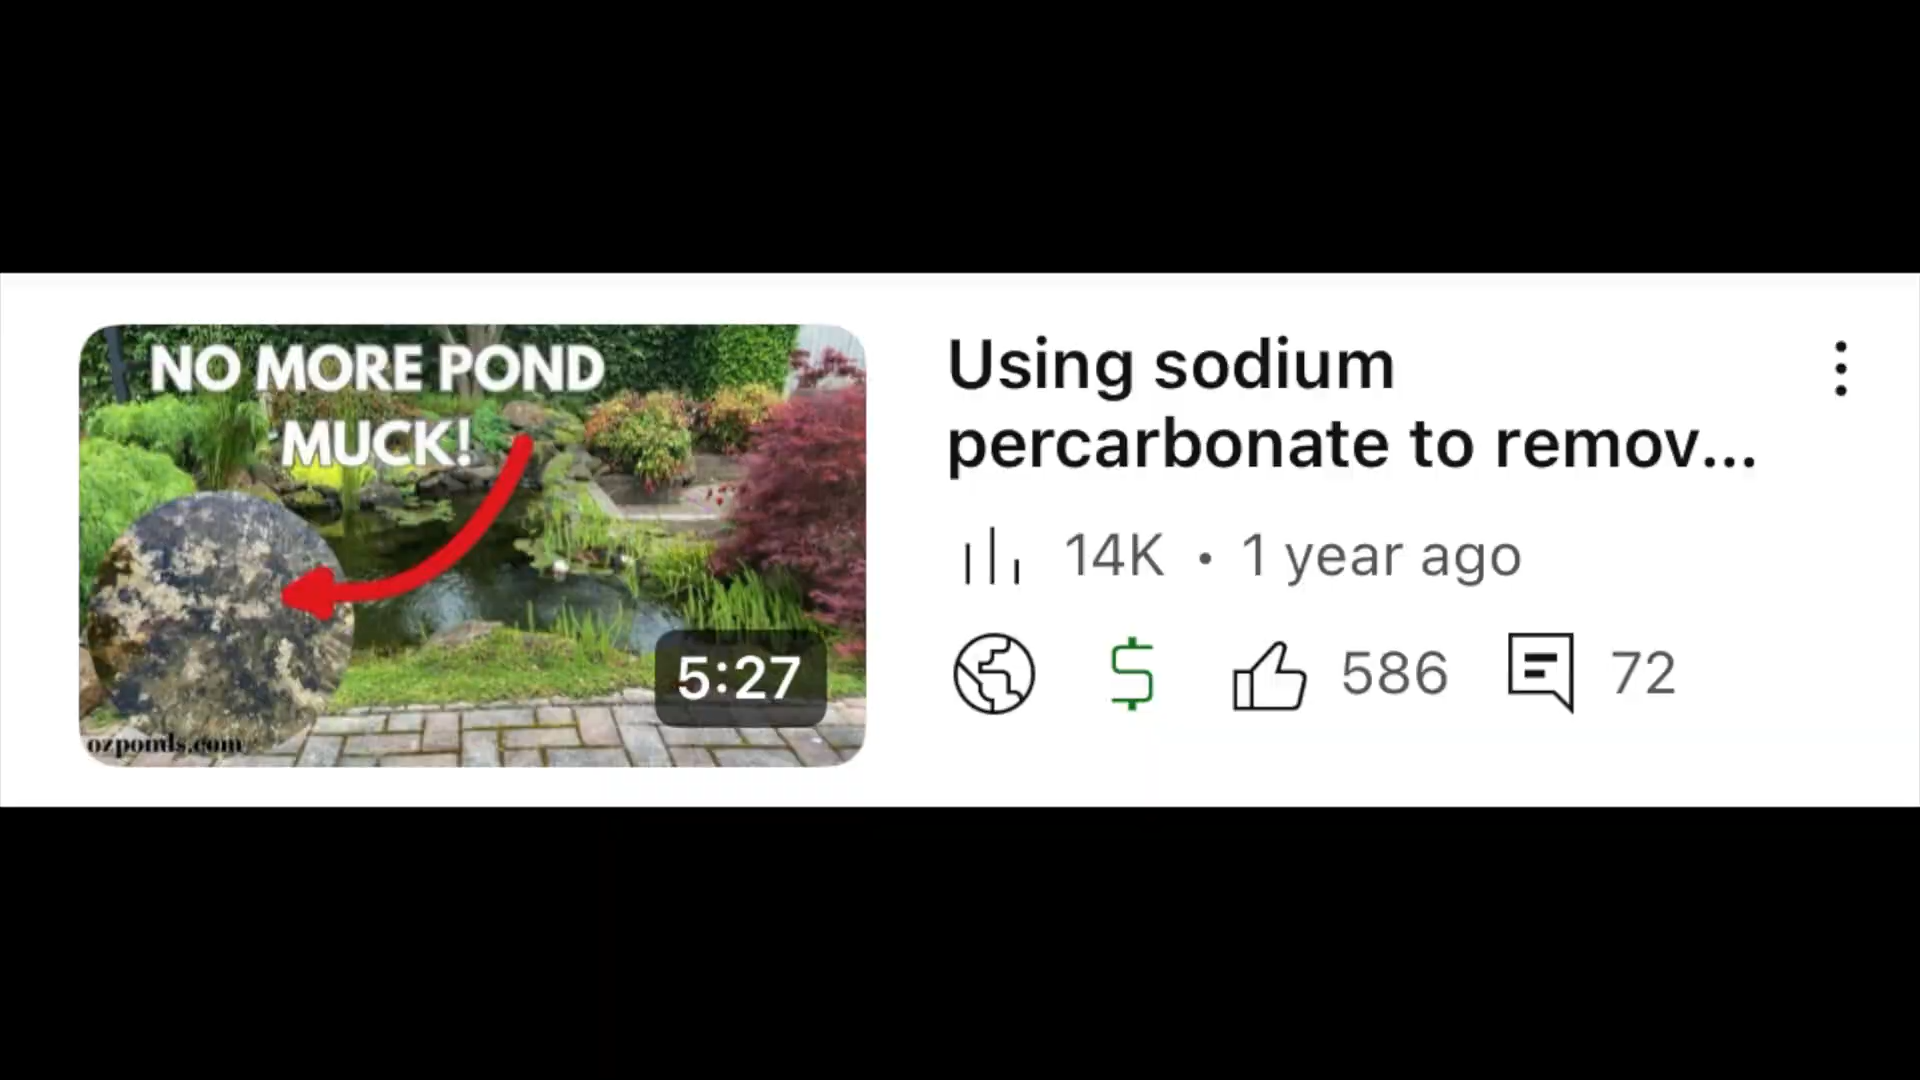 NO MORE POND
MUCK!
5:27
ozponds.com
Using sodium
percarbonate to remov...
14K • 1 year ago
586
72